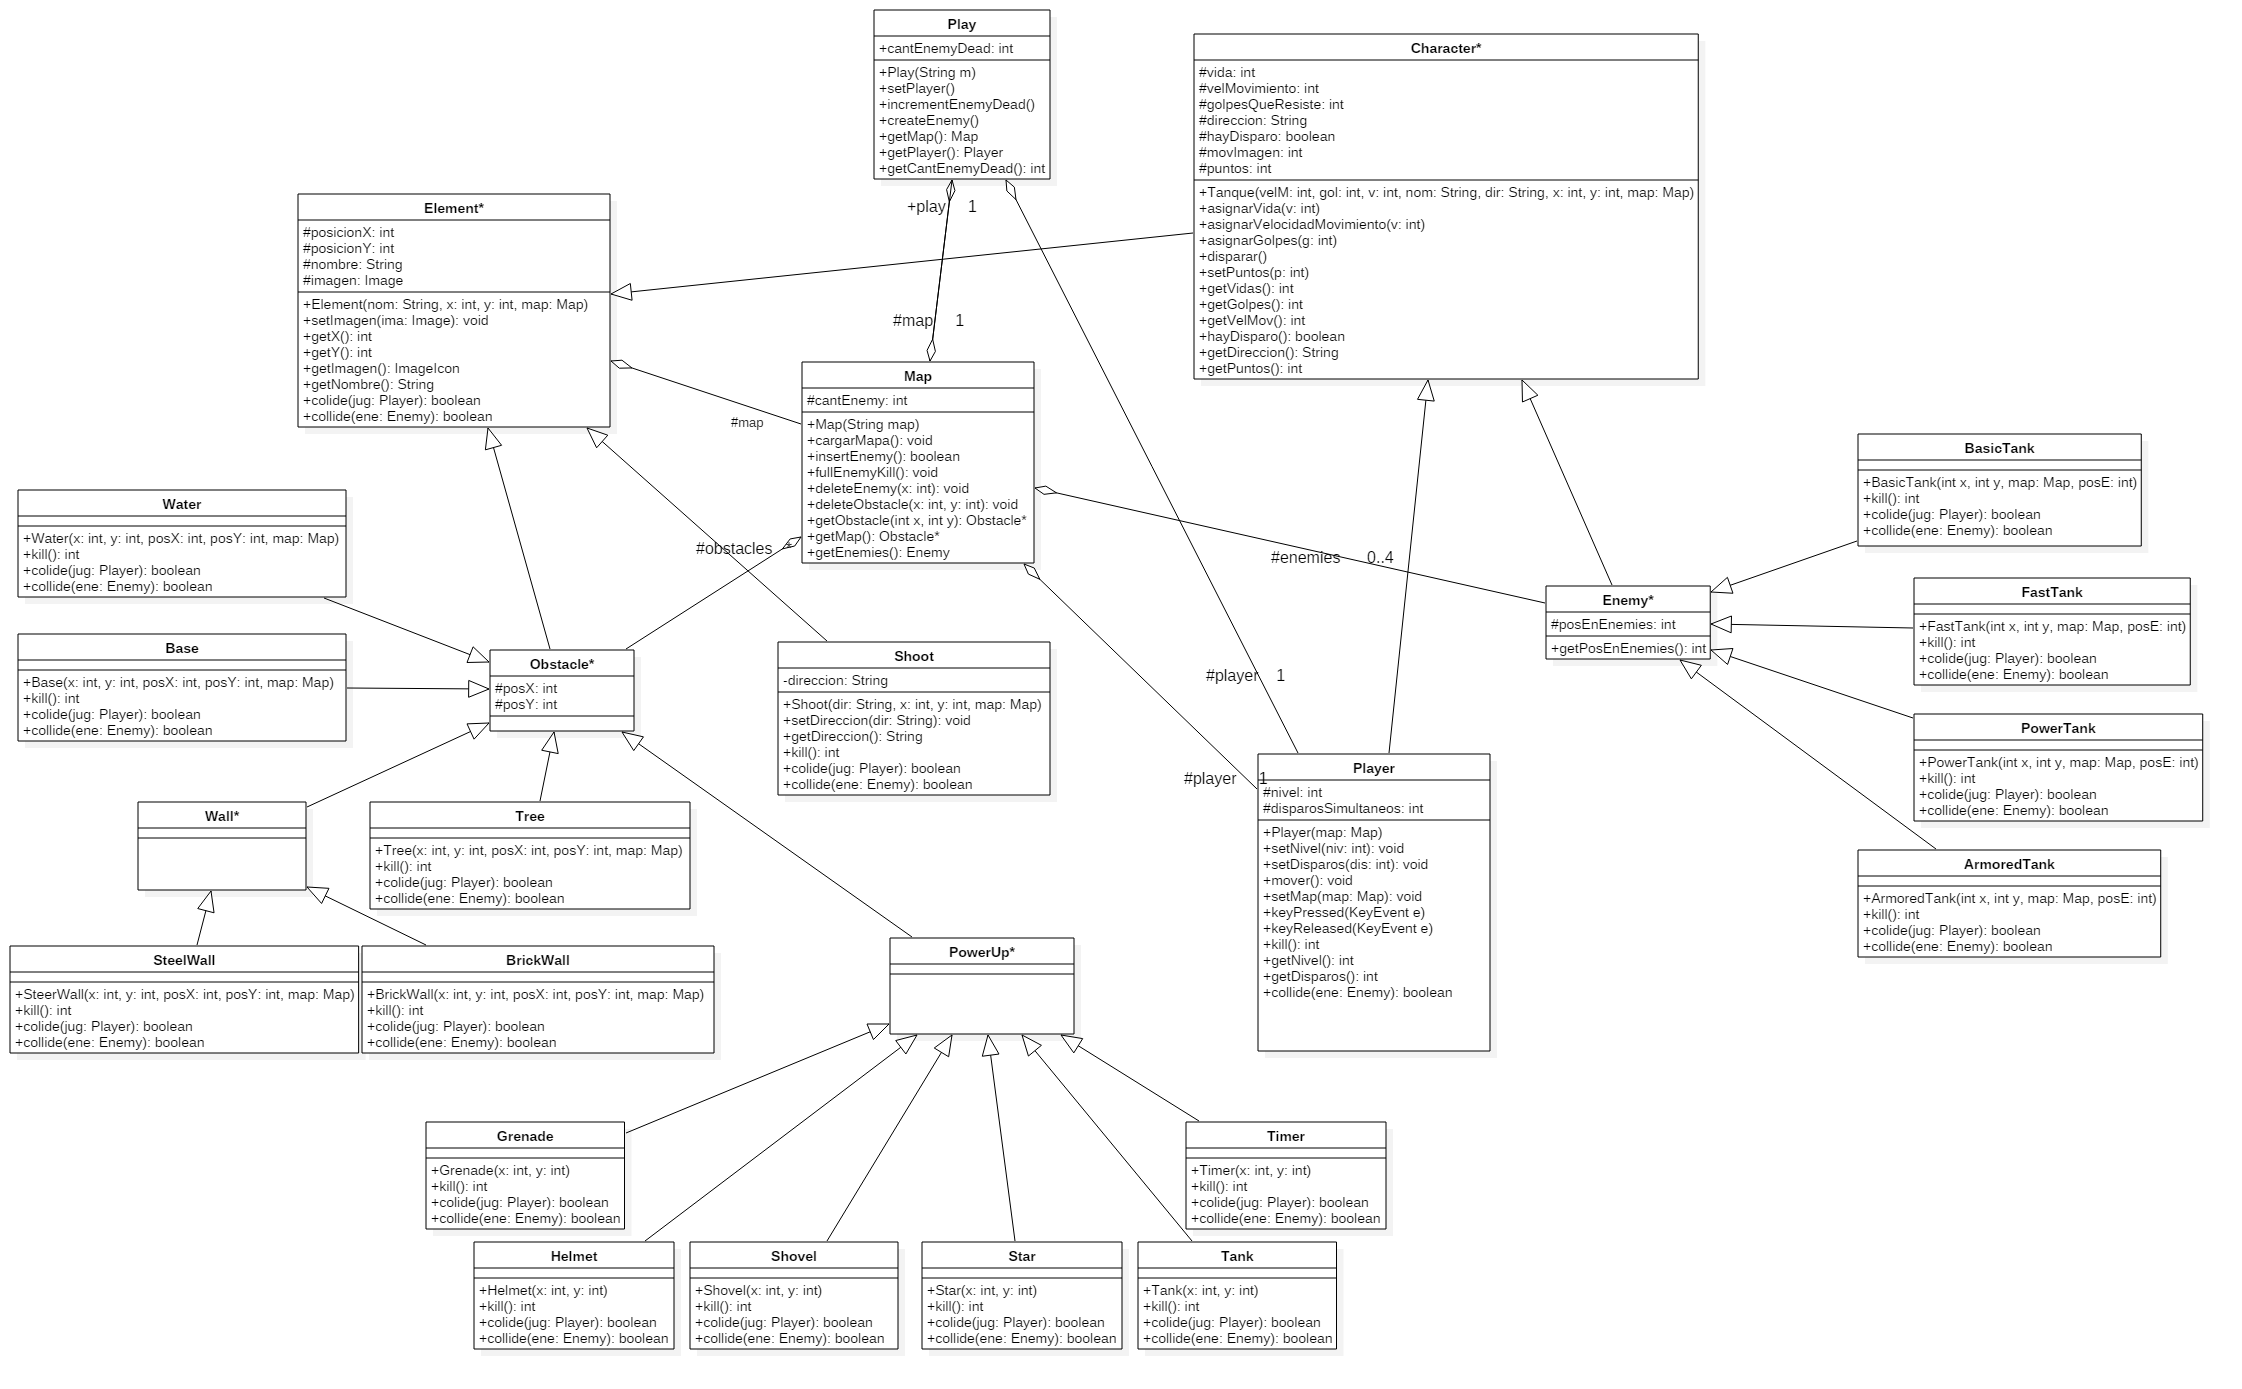 Play
+cantEnemyDead: int
+Play(String m)
+setPlayer()
+incrementEnemyDead()
+createEnemy()
+getMap(): Map
+getPlayer(): Player
+getCantEnemyDead(): int
+play 1
#map 1
Character*
#vida: int
#velMovimiento: int
#golpesQueResiste: int
#direccion: String
#hayDisparo: boolean
#movImagen: int
#puntos: int
+Tanque(velM: int, gol: int, v: int, nom: String, dir: String, x: int, y: int, map: Map)
+asignarVida(v: int)
+asignarVelocidadMovimiento(v: int)
+asignarGolpes(g: int)
+disparar()
+setPuntos(p: int)
+getVidas(): int
+getGolpes(): int
+getVelMov(): int
+hayDisparo(): boolean
+getDireccion(): String
+getPuntos(): int
Element*
#posicionX: int
#posicionY: int
#nombre: String
#imagen: Image
+Element(nom: String, x: int, y: int, map: Map)
+setImagen(ima: Image): void
+getX(): int
+getY(): int
+getImagen(): ImageIcon
+getNombre(): String
+colide(jug: Player): boolean
+collide(ene: Enemy): boolean
#map
Map
#cantEnemy: int
+Map(String map)
+cargarMapa(): void
+insertEnemy(): boolean
+fullEnemyKill(): void
+deleteEnemy(x: int): void
+deleteObstacle(x: int, y: int): void
+getObstacle(int x, int y): Obstacle*
+getMap(): Obstacle*
+getEnemies(): Enemy
#obstacles *
#enemies 0..4
#player 1
#player 1
BasicTank
+BasicTank(int x, int y, map: Map, posE: int)
+kill(): int
+colide(jug: Player): boolean
+collide(ene: Enemy): boolean
Water
+Water(x: int, y: int, posX: int, posY: int, map: Map)
+kill(): int
+colide(jug: Player): boolean
+collide(ene: Enemy): boolean
Enemy*
#posEnEnemies: int
+getPosEnEnemies(): int
FastTank
+FastTank(int x, int y, map: Map, posE: int)
+kill(): int
+colide(jug: Player): boolean
+collide(ene: Enemy): boolean
Base
+Base(x: int, y: int, posX: int, posY: int, map: Map)
+kill(): int
+colide(jug: Player): boolean
+collide(ene: Enemy): boolean
Obstacle*
#posX: int
#posY: int
Shoot
-direccion: String
+Shoot(dir: String, x: int, y: int, map: Map)
+setDireccion(dir: String): void
+getDireccion(): String
+kill(): int
+colide(jug: Player): boolean
+collide(ene: Enemy): boolean
PowerTank
+PowerTank(int x, int y, map: Map, posE: int)
+kill(): int
+colide(jug: Player): boolean
+collide(ene: Enemy): boolean
Player
#nivel: int
#disparosSimultaneos: int
+Player(map: Map)
+setNivel(niv: int): void
+setDisparos(dis: int): void
+mover(): void
+setMap(map: Map): void
+keyPressed(KeyEvent e)
+keyReleased(KeyEvent e)
+kill(): int
+getNivel(): int
+getDisparos(): int
+collide(ene: Enemy): boolean
Wall*
Tree
+Tree(x: int, y: int, posX: int, posY: int, map: Map)
+kill(): int
+colide(jug: Player): boolean
+collide(ene: Enemy): boolean
ArmoredTank
+ArmoredTank(int x, int y, map: Map, posE: int)
+kill(): int
+colide(jug: Player): boolean
+collide(ene: Enemy): boolean
SteelWall
+SteerWall(x: int, y: int, posX: int, posY: int, map: Map)
+kill(): int
+colide(jug: Player): boolean
+collide(ene: Enemy): boolean
BrickWall
+BrickWall(x: int, y: int, posX: int, posY: int, map: Map)
+kill(): int
+colide(jug: Player): boolean
+collide(ene: Enemy): boolean
PowerUp*
Grenade
+Grenade(x: int, y: int)
+kill(): int
+colide(jug: Player): boolean
+collide(ene: Enemy): boolean
Timer
+Timer(x: int, y: int)
+kill(): int
+colide(jug: Player): boolean
+collide(ene: Enemy): boolean
Helmet
+Helmet(x: int, y: int)
+kill(): int
+colide(jug: Player): boolean
+collide(ene: Enemy): boolean
Shovel
+Shovel(x: int, y: int)
+kill(): int
+colide(jug: Player): boolean
+collide(ene: Enemy): boolean
Star
+Star(x: int, y: int)
+kill(): int
+colide(jug: Player): boolean
+collide(ene: Enemy): boolean
Tank
+Tank(x: int, y: int)
+kill(): int
+colide(jug: Player): boolean
+collide(ene: Enemy): boolean